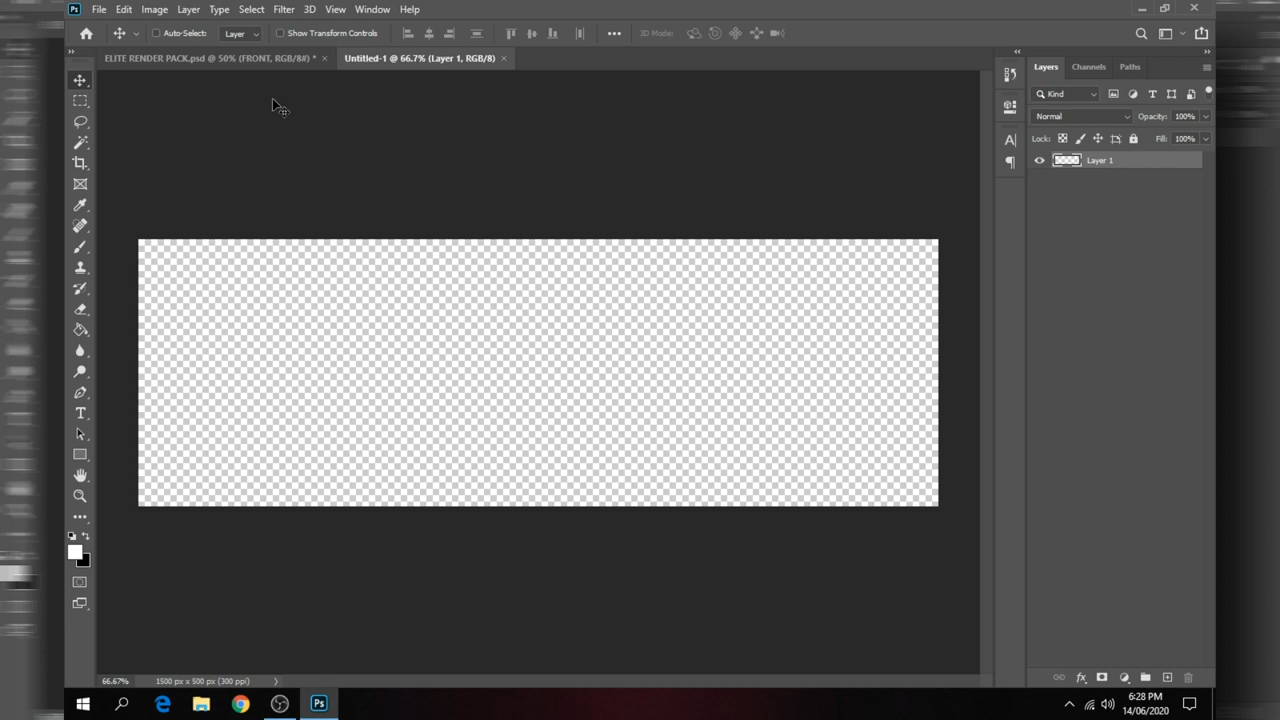 Ps File Edit Image Layer Type Select Filter 3D View Window Help
Auto-Select: Layer Show Transform Controls 3D Mode:
ELITE RENDER PACK.psd @ 50% (FRONT, RGB/8#) * × Untitled-1 @ 66.7% (Layer 1, RGB/8) ×
Layers Channels Paths
Kind
Normal Opacity: 100%
Lock: Fill: 100%
Layer 1
66.67% 1500 px x 500 px (300 ppi)
Ps
6:28 PM
14/06/2020